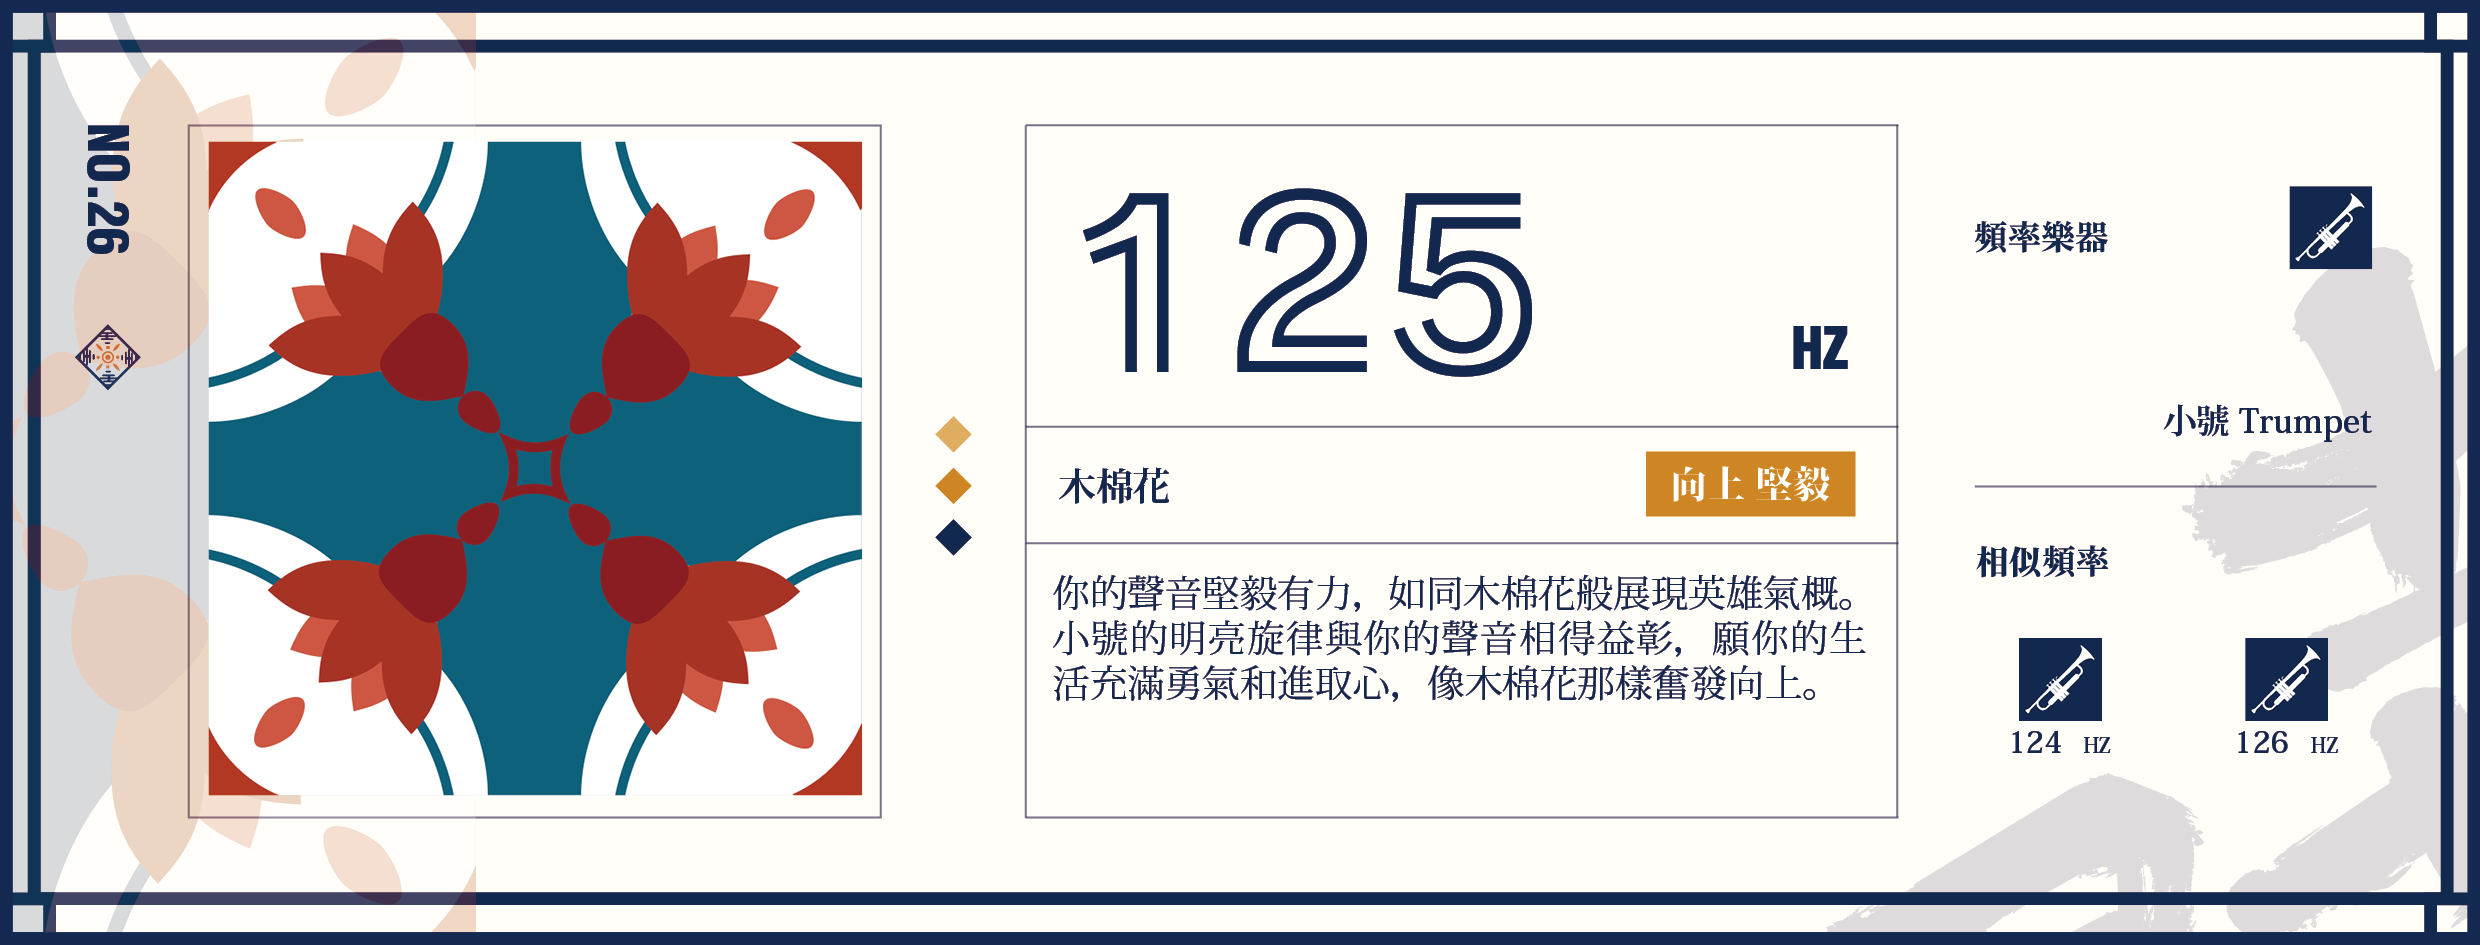 NO.26
125
HZ
木棉花
向上 堅毅
你的聲音堅毅有力，如同木棉花般展現英雄氣概。
小號的明亮旋律與你的聲音相得益彰，願你的生
活充滿勇氣和進取心，像木棉花那樣奮發向上。
頻率樂器
小號 Trumpet
相似頻率
124 HZ
126 HZ